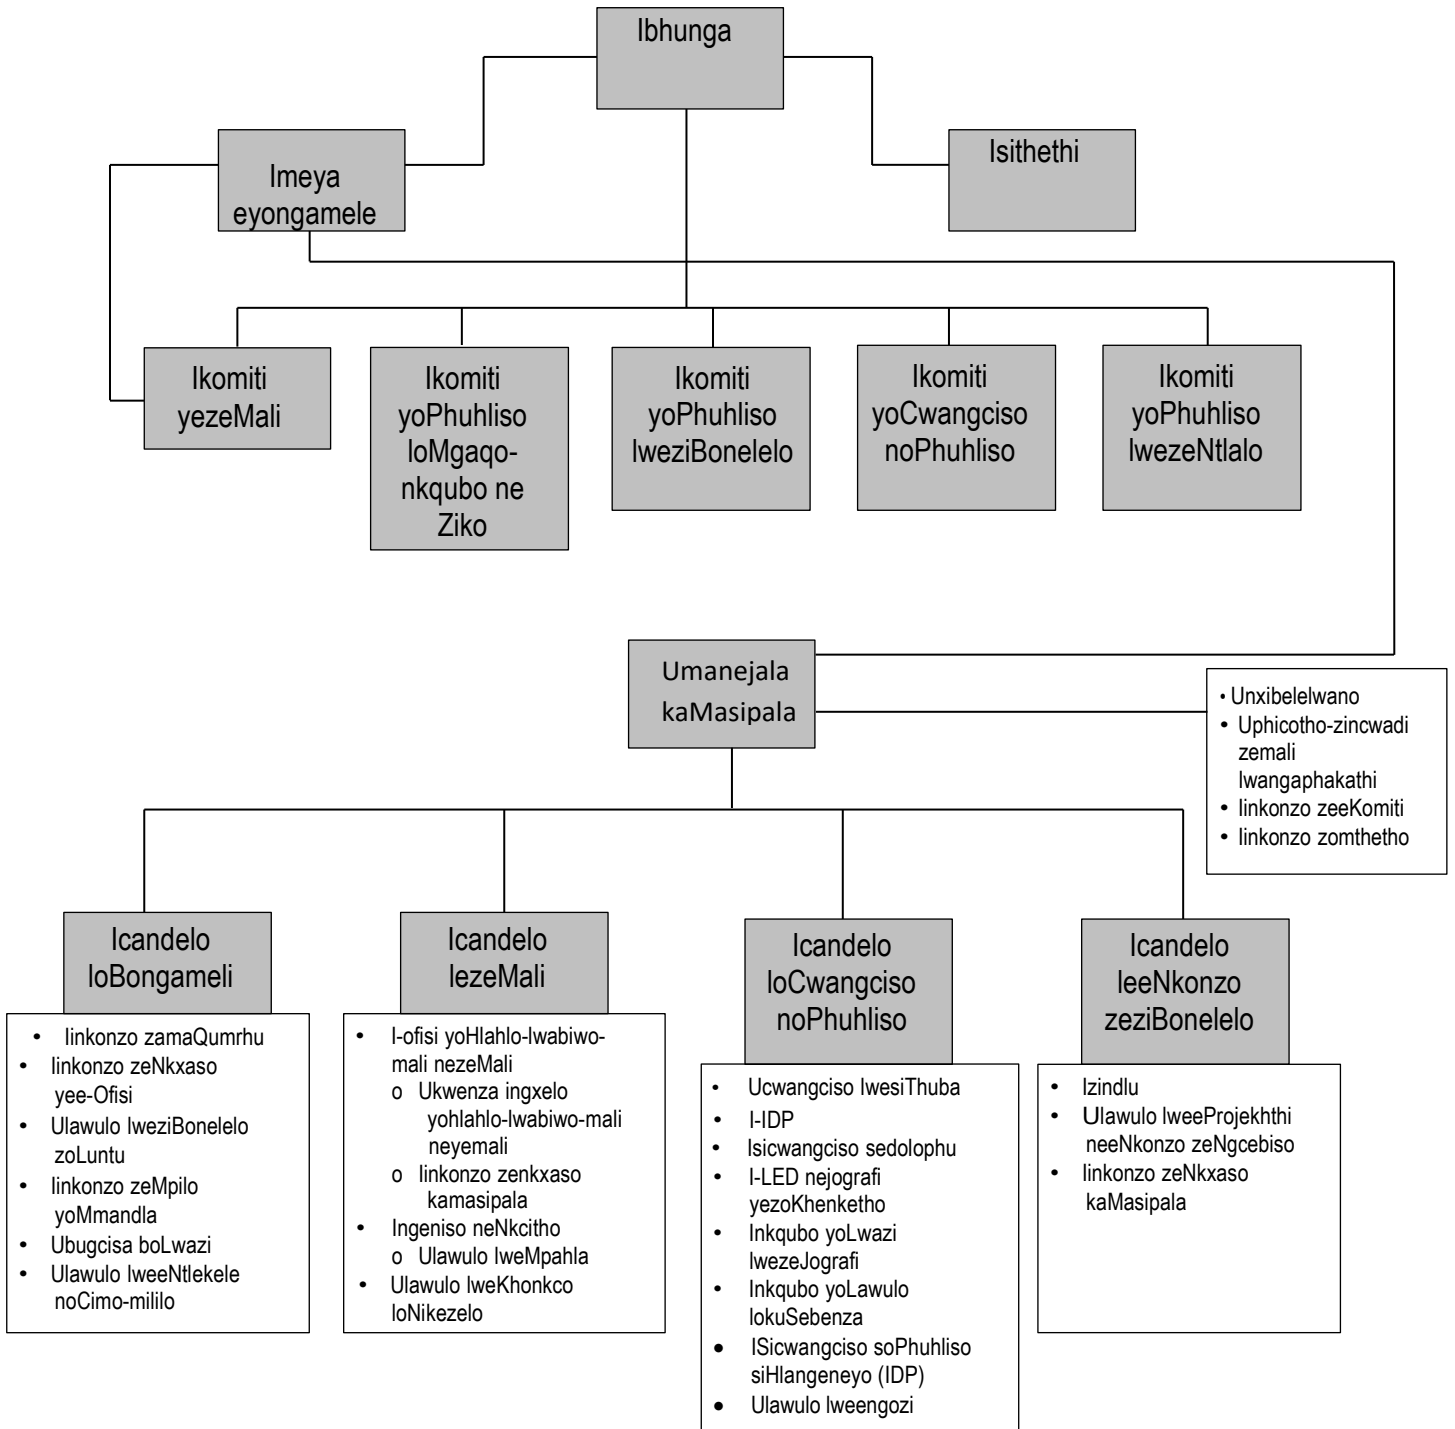 Ibhunga
Isithethi
Imeya
eyongamele
Ikomiti
yezeMali
Ikomiti
yoPhuhliso
loMgaqo-
nkqubo ne
Ziko
Ikomiti
yoPhuhliso
lweziBonelelo
Ikomiti
yoCwangciso
noPhuhliso
Ikomiti
yoPhuhliso
lwezeNtlalo
Umanejala
kaMasipala
• Unxibelelwano
• Uphicotho-zincwadi
zemali
lwangaphakathi
• Iinkonzo zeeKomiti
• Iinkonzo zomthetho
Icandelo
loBongameli
• Iinkonzo zamaQumrhu
• Iinkonzo zeNkxaso
yee-Ofisi
• Ulawulo lweziBonelelo
zoLuntu
• Iinkonzo zeMpilo
yoMmandla
• Ubugcisa boLwazi
• Ulawulo lweeNtlekele
noCimo-mililo
Icandelo
lezeMali
• I-ofisi yoHlahlo-lwabiwo-
mali nezeMali
o Ukwenza ingxelo
yohlahlo-lwabiwo-mali
neyemali
o Iinkonzo zenkxaso
kamasipala
• Ingeniso neNkcitho
o Ulawulo lweMpahla
• Ulawulo lweKhonkco
loNikezelo
Icandelo
loCwangciso
noPhuhliso
• Ucwangciso lwesiThuba
• I-IDP
• Isicwangciso sedolophu
• I-LED nejografi
yezoKhenketho
• Inkqubo yoLwazi
lwezeJografi
• Inkqubo yoLawulo
lokuSebenza
• ISicwangciso soPhuhliso
siHlangeneyo (IDP)
• Ulawulo lweengozi
Icandelo
leeNkonzo
zeziBonelelo
• Izindlu
• Ulawulo lweeProjekhthi
neeNkonzo zeNgcebiso
• Iinkonzo zeNkxaso
kaMasipala